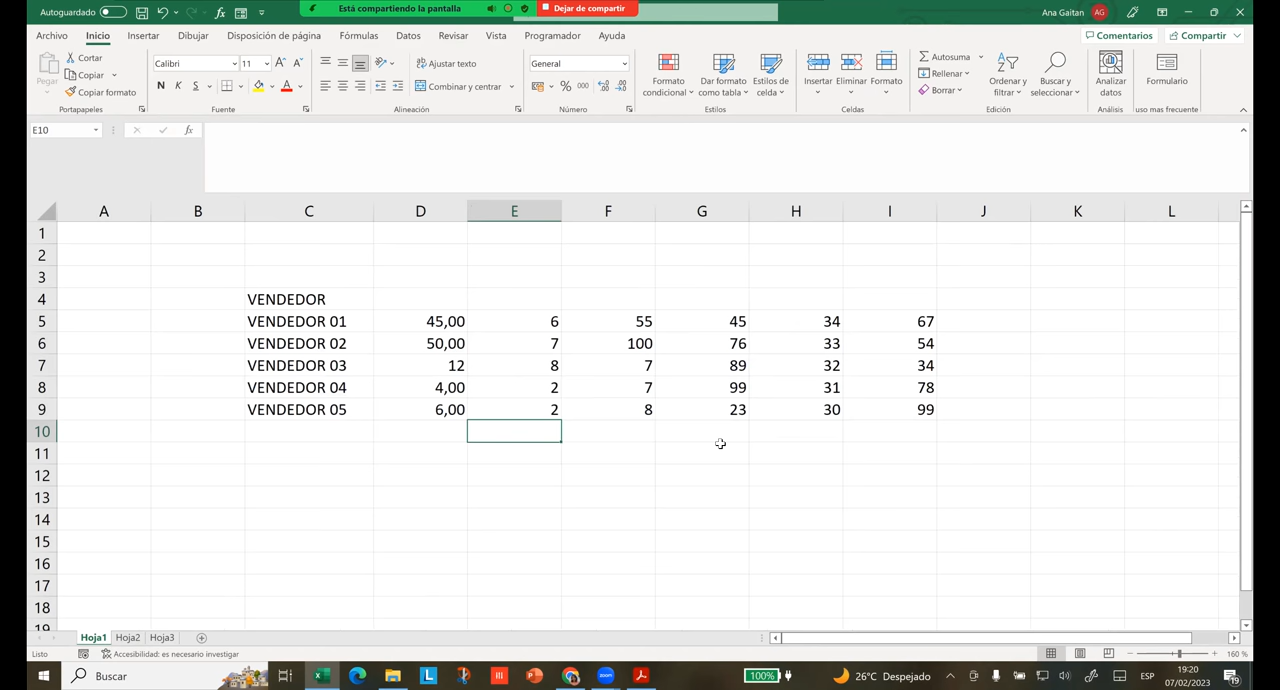 Autoguardado
Está compartiendo la pantalla
Dejar de compartir
Ana Gaitan AG
Archivo Inicio Insertar Dibujar Disposición de página Fórmulas Datos Revisar Vista Programador Ayuda Comentarios Compartir
Pegar
Cortar
Copiar
Copiar formato
Portapapeles
Calibri 11
N K S
Fuente
Ajustar texto
Combinar y centrar
Alineación
General
% 000
Número
Formato condicional
Dar formato como tabla
Estilos de celda
Estilos
Insertar Eliminar Formato
Celdas
Autosuma
Rellenar
Borrar
Ordenar y filtrar
Buscar y seleccionar
Edición
Analizar datos
Análisis
Formulario
uso mas frecuente
E10 fx
A B C D E F G H I J K L
1
2
3
4 VENDEDOR
5 VENDEDOR 01 45,00 6 55 45 34 67
6 VENDEDOR 02 50,00 7 100 76 33 54
7 VENDEDOR 03 12 8 7 89 32 34
8 VENDEDOR 04 4,00 2 7 99 31 78
9 VENDEDOR 05 6,00 2 8 23 30 99
10
11
12
13
14
15
16
17
18
19
Hoja1 Hoja2 Hoja3
Listo Accesibilidad: es necesario investigar 160 %
Buscar 100% 26°C Despejado ESP 19:20
07/02/2023 19